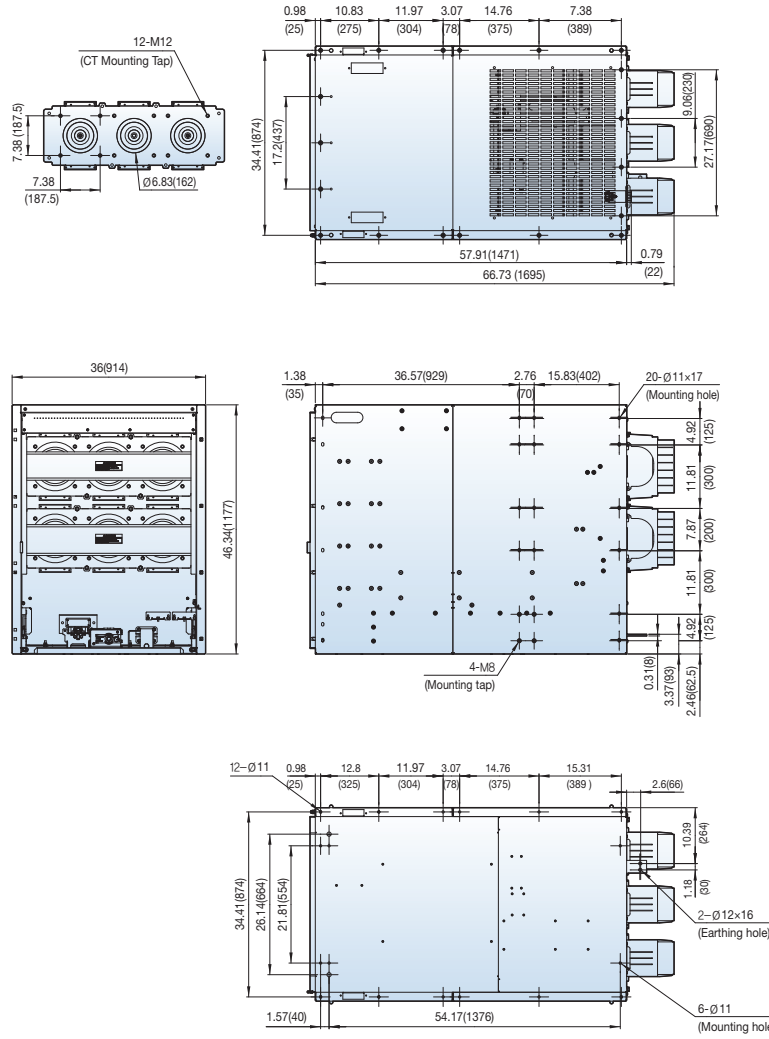 0.98 10.83 11.97 3.07 14.76 7.38
(25) (275) (304) (78) (375) (389)
12-M12
(CT Mounting Tap)
7.38 (187.5)
Ø6.83(162)
7.38
(187.5)
34.41(874)
17.2(437)
9.06(230)
27.17(690)
57.91(1471)
0.79
(22)
66.73 (1695)
36(914)
46.34(1177)
1.38 36.57(929) 2.76 15.83(402)
(35) (70)
20-Ø11×17
(Mounting hole)
4.92
(125)
11.81
(300)
7.87
(200)
11.81
(300)
4.92
(125)
4-M8
(Mounting tap)
0.31(8)
3.37(93)
2.46(62.5)
12-Ø11 0.98 12.8 11.97 3.07 14.76 15.31
(25) (325) (304) (78) (375) (389 )
2.6(66)
10.39
(264)
1.18
(30)
34.41(874)
26.14(664)
21.81(554)
2-Ø12×16
(Earthing hole)
6-Ø11
(Mounting hole
1.57(40) 54.17(1376)